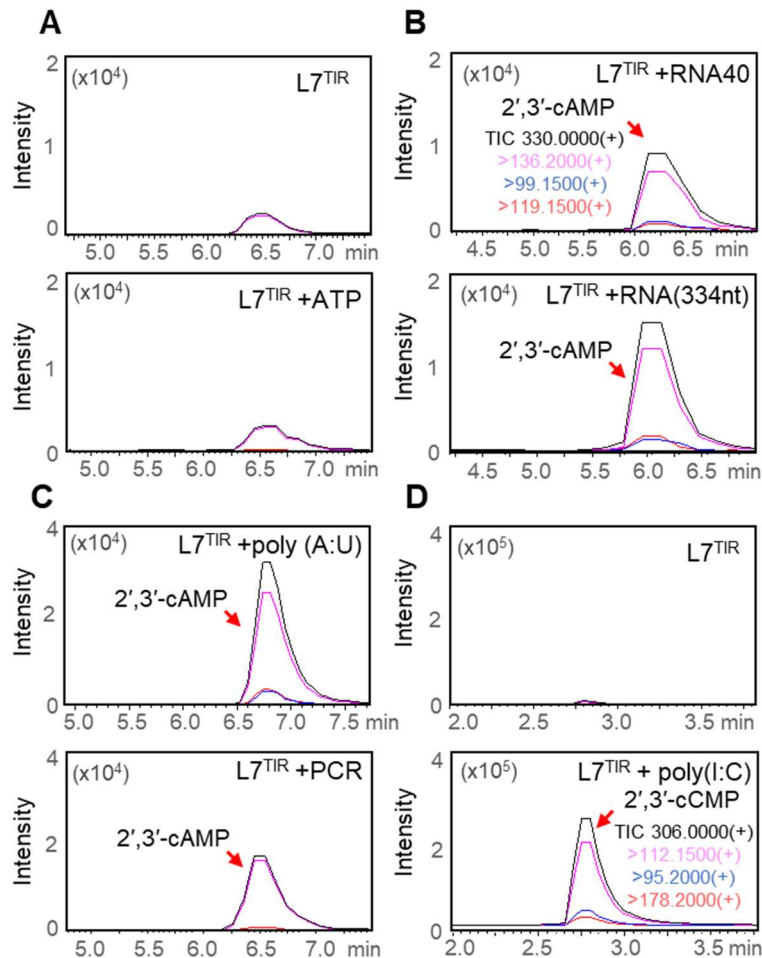 A
2
(x10⁴)
L7ᵀᴵᴿ
Intensity
1
0
5.0 5.5 6.0 6.5 7.0 min
2
(x10⁴)
L7ᵀᴵᴿ +ATP
Intensity
1
0
5.0 5.5 6.0 6.5 7.0 min
B
2
(x10⁴)
L7ᵀᴵᴿ +RNA40
2′,3′-cAMP
TIC 330.0000(+)
>136.2000(+)
>99.1500(+)
>119.1500(+)
Intensity
1
0
4.5 5.0 5.5 6.0 6.5 min
2
(x10⁴)
L7ᵀᴵᴿ +RNA(334nt)
2′,3′-cAMP
Intensity
1
0
4.5 5.0 5.5 6.0 6.5 min
C
4
(x10⁴)
L7ᵀᴵᴿ +poly (A:U)
2′,3′-cAMP
Intensity
2
0
5.0 5.5 6.0 6.5 7.0 7.5 min
4
(x10⁴)
L7ᵀᴵᴿ +PCR
2′,3′-cAMP
Intensity
2
0
5.0 5.5 6.0 6.5 7.0 min
D
4
(x10⁵)
L7ᵀᴵᴿ
Intensity
2
0
2.0 2.5 3.0 3.5 min
4
(x10⁵)
L7ᵀᴵᴿ + poly(I:C)
2′,3′-cCMP
TIC 306.0000(+)
>112.1500(+)
>95.2000(+)
>178.2000(+)
Intensity
2
0
2.0 2.5 3.0 3.5 min